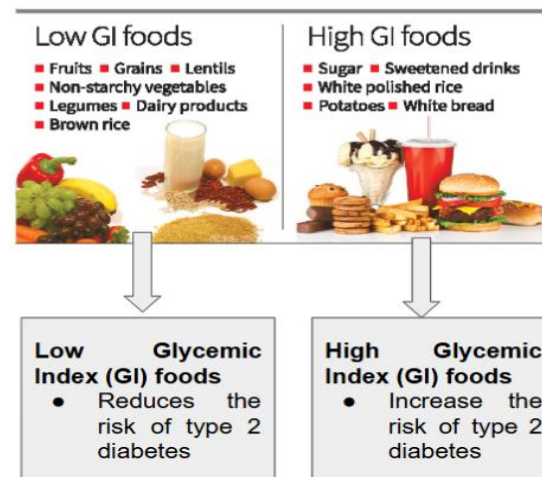 Low GI foods
■ Fruits ■ Grains ■ Lentils
■ Non-starchy vegetables
■ Legumes ■ Dairy products
■ Brown rice
High GI foods
■ Sugar ■ Sweetened drinks
■ White polished rice
■ Potatoes ■ White bread
Low Glycemic
Index (GI) foods
● Reduces the
risk of type 2
diabetes
High Glycemic
Index (GI) foods
● Increase the
risk of type 2
diabetes